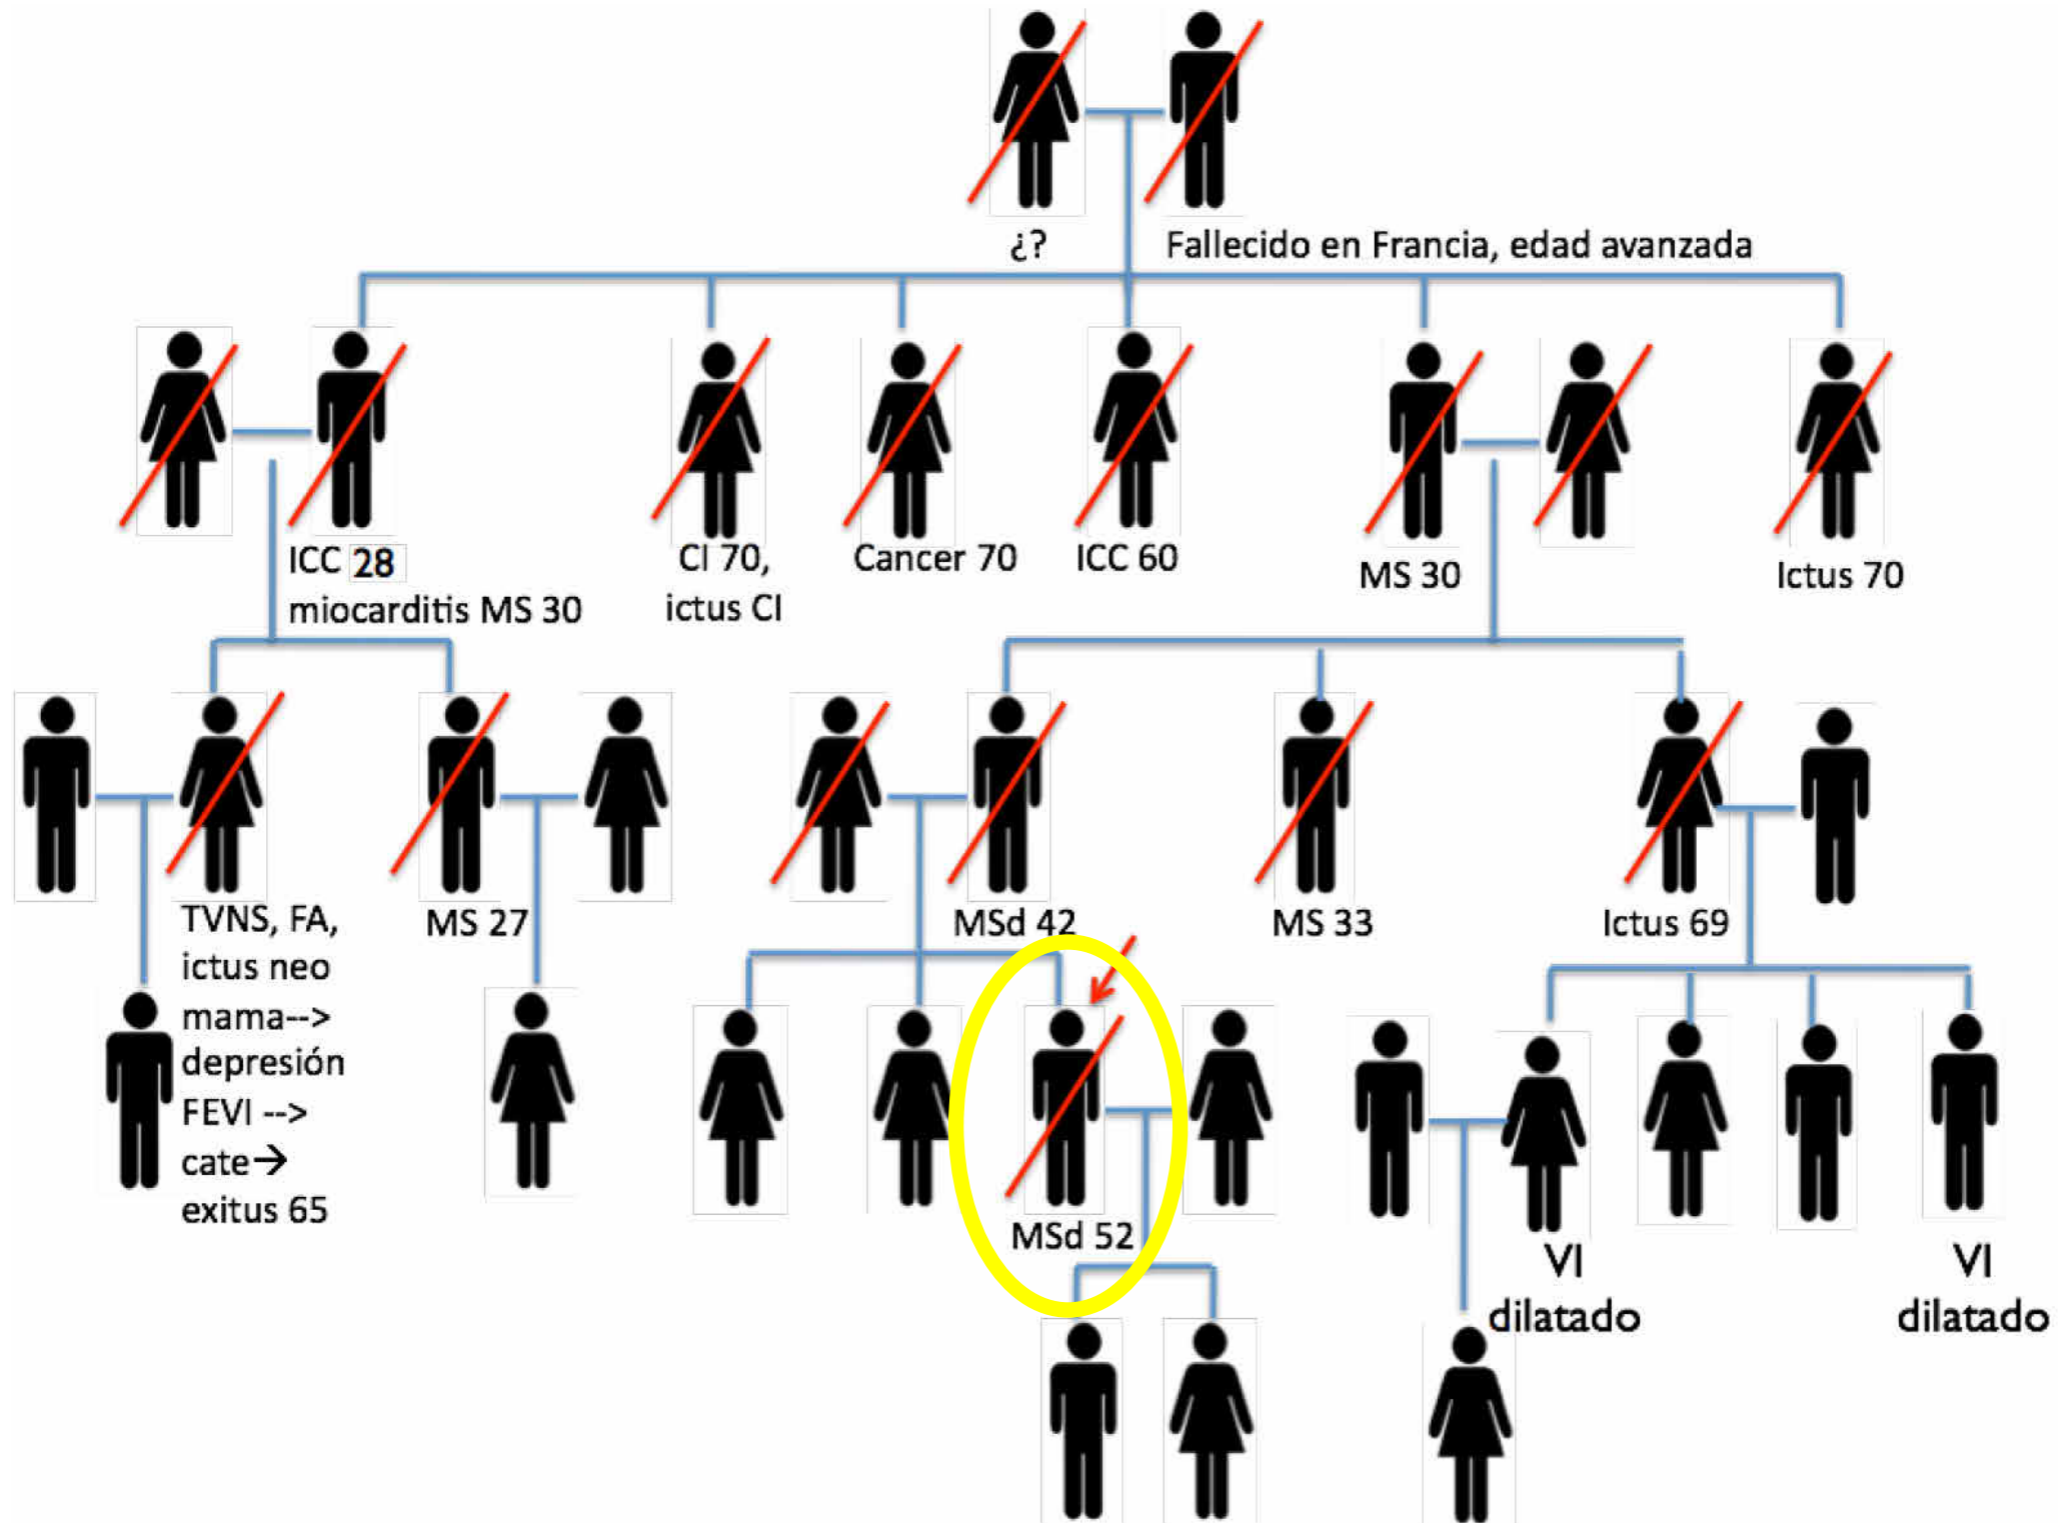 ¿?
Fallecido en Francia, edad avanzada
ICC 28
miocarditis MS 30
CI 70,
ictus CI
Cancer 70
ICC 60
MS 30
Ictus 70
TVNS, FA,
ictus neo
mama-->
depresión
FEVI -->
cate→
exitus 65
MS 27
MSd 42
MS 33
Ictus 69
MSd 52
VI
dilatado
VI
dilatado